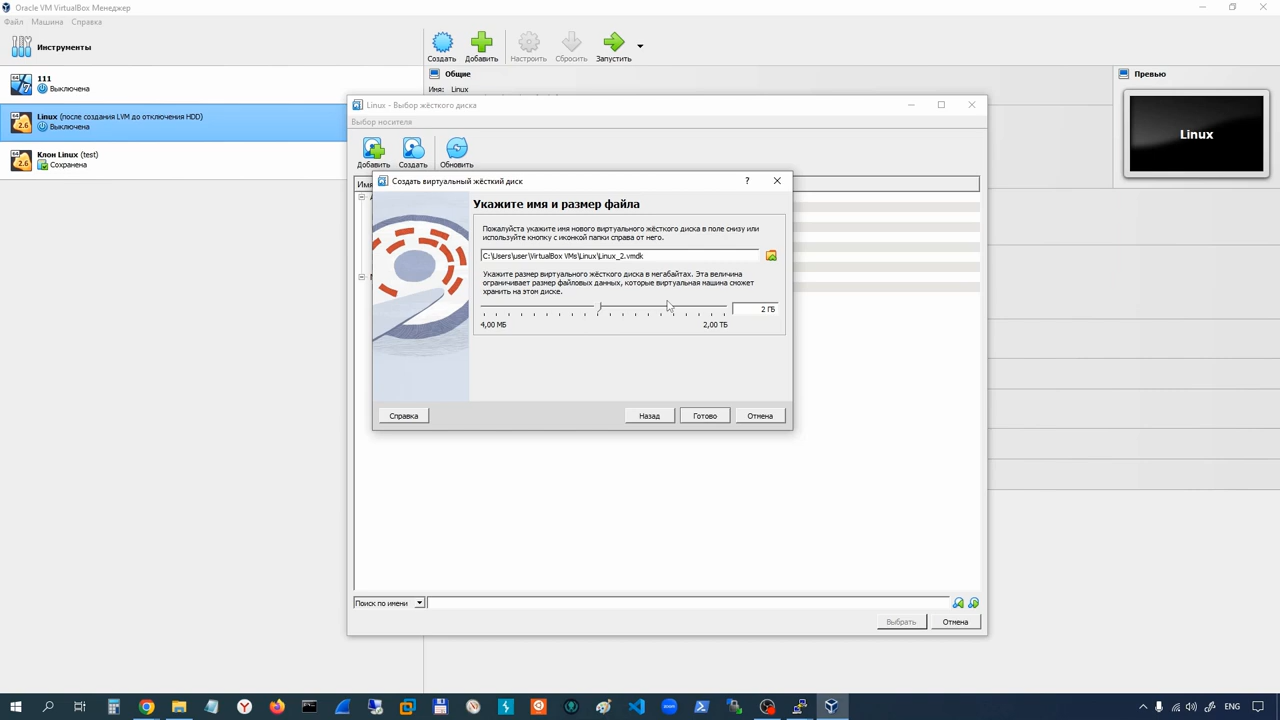 Oracle VM VirtualBox Менеджер
Файл Машина Справка
Инструменты
Создать Добавить Настроить Сбросить Запустить
111
Выключена
Linux (после создания LVM до отключения HDD)
Выключена
Клон Linux (test)
Сохранена
Общие
Имя: Linux
Превью
Linux
Linux - Выбор жёсткого диска
Выбор носителя
Добавить Создать Обновить
Создать виртуальный жёсткий диск
?
Укажите имя и размер файла
Пожалуйста укажите имя нового виртуального жёсткого диска в поле снизу или
используйте кнопку с иконкой папки справа от него.
C:\Users\user\VirtualBox VMs\Linux\Linux_2.vmdk
Укажите размер виртуального жёсткого диска в мегабайтах. Эта величина
ограничивает размер файловых данных, которые виртуальная машина сможет
хранить на этом диске.
2 ГБ
4,00 МБ 2,00 ТБ
Справка Назад Готово Отмена
Поиск по имени
Выбрать Отмена
ENG